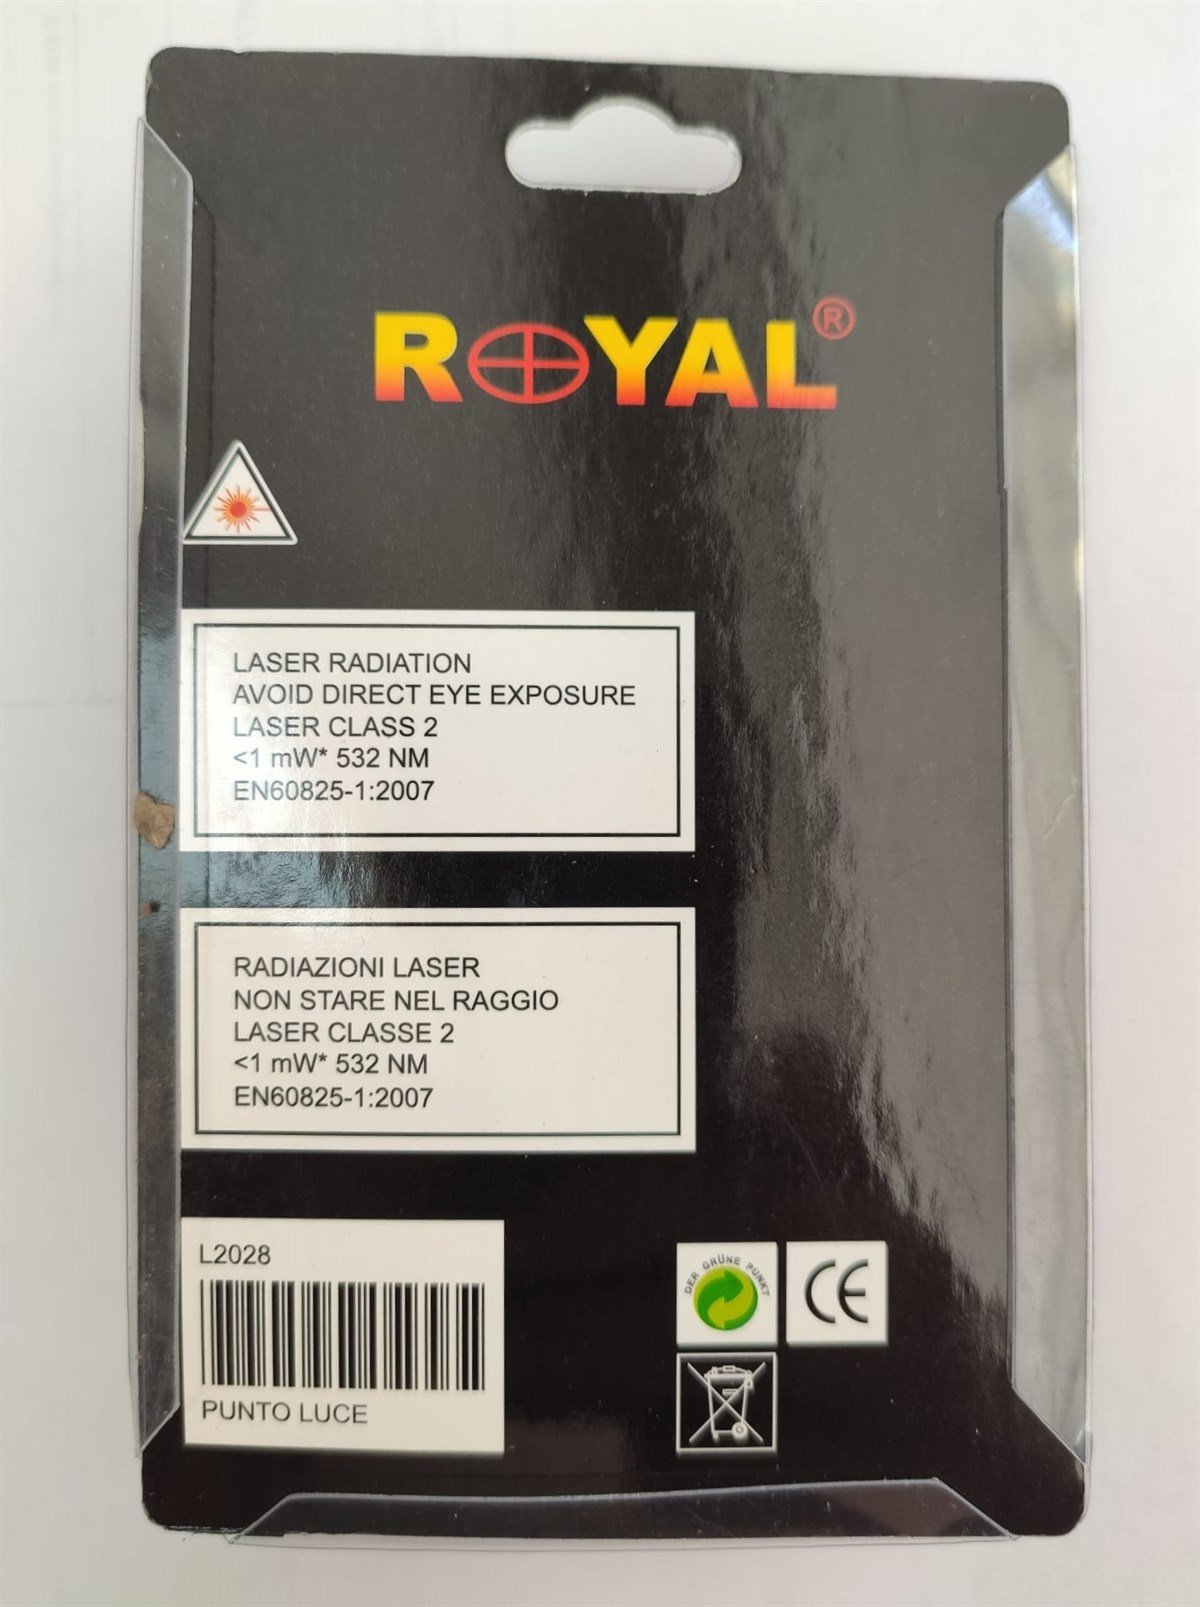 ROYAL®
LASER RADIATION
AVOID DIRECT EYE EXPOSURE
LASER CLASS 2
<1 mW* 532 NM
EN60825-1:2007
RADIAZIONI LASER
NON STARE NEL RAGGIO
LASER CLASSE 2
<1 mW* 532 NM
EN60825-1:2007
L2028
PUNTO LUCE
DER GRÜNE PUNKT
CE